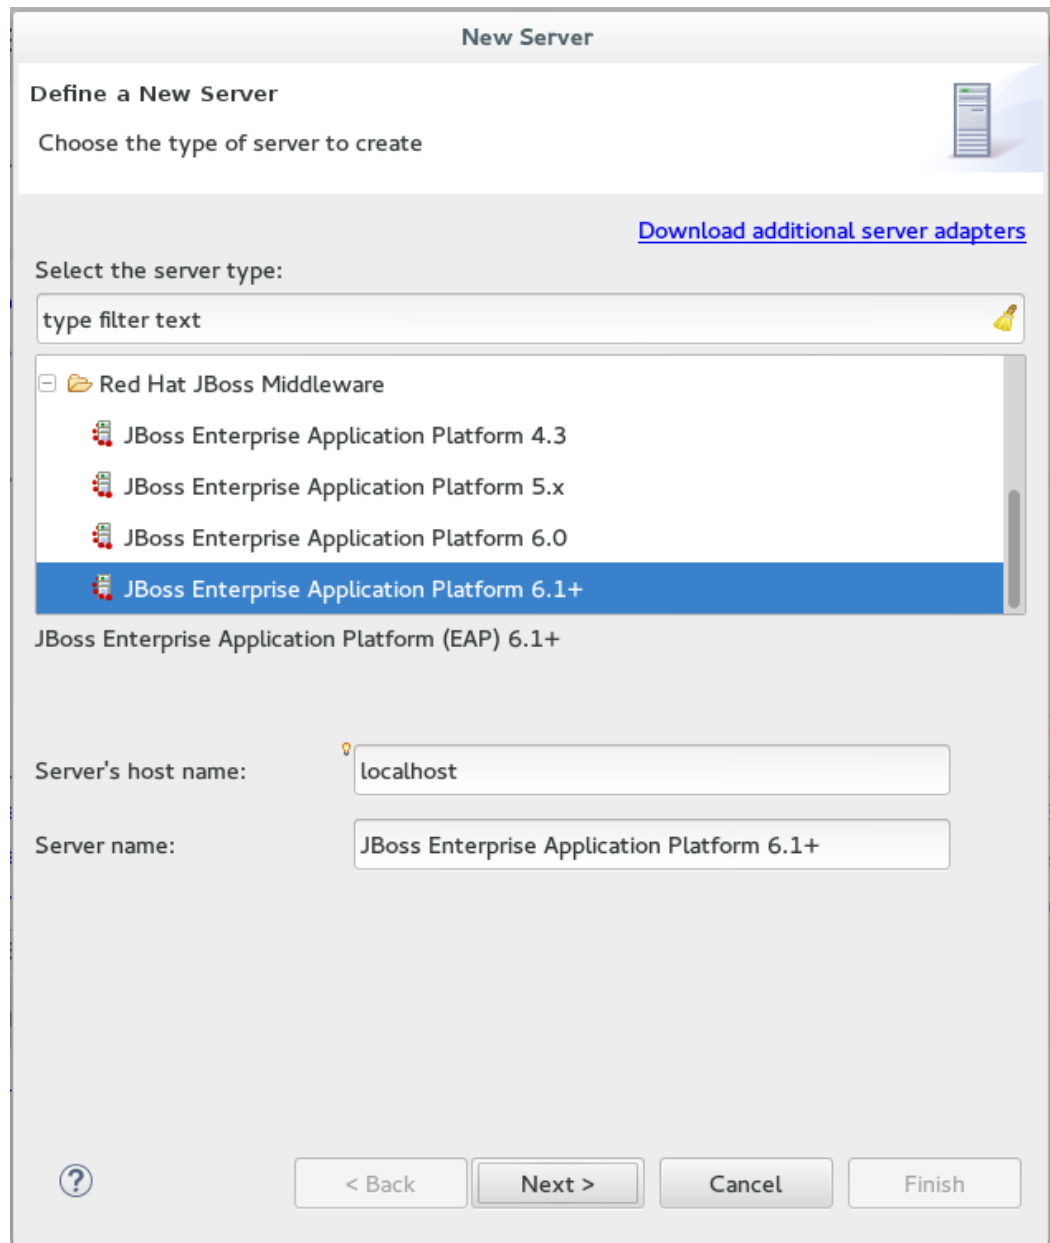 New Server
Define a New Server
Choose the type of server to create
Download additional server adapters
Select the server type:
type filter text
Red Hat JBoss Middleware
JBoss Enterprise Application Platform 4.3
JBoss Enterprise Application Platform 5.x
JBoss Enterprise Application Platform 6.0
JBoss Enterprise Application Platform 6.1+
JBoss Enterprise Application Platform (EAP) 6.1+
Server's host name: localhost
Server name: JBoss Enterprise Application Platform 6.1+
? < Back Next > Cancel Finish